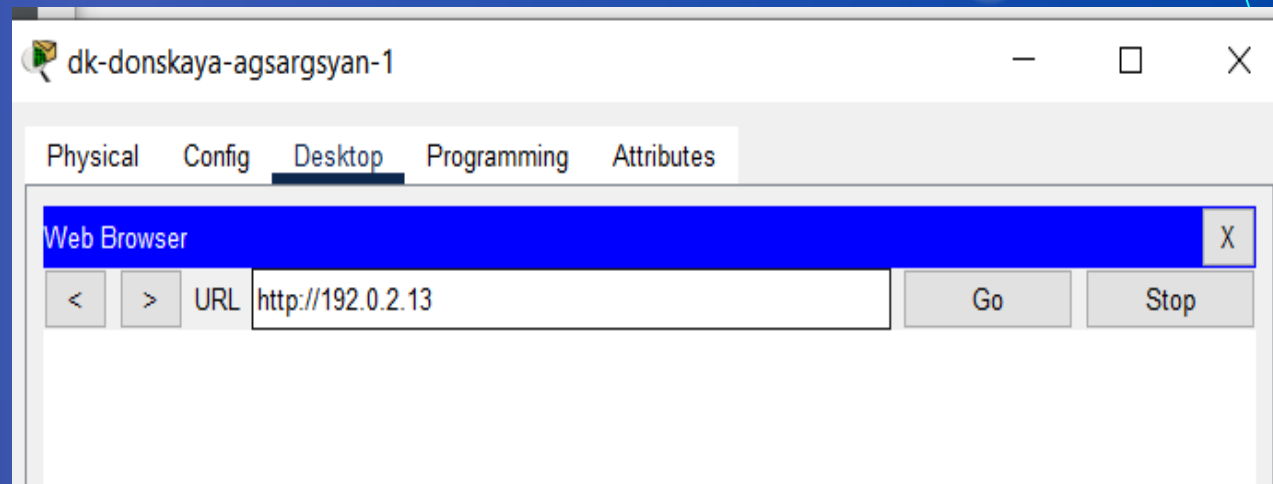 dk-donskaya-agsargsyan-1
Physical Config Desktop Programming Attributes
Web Browser X
< > URL http://192.0.2.13 Go Stop